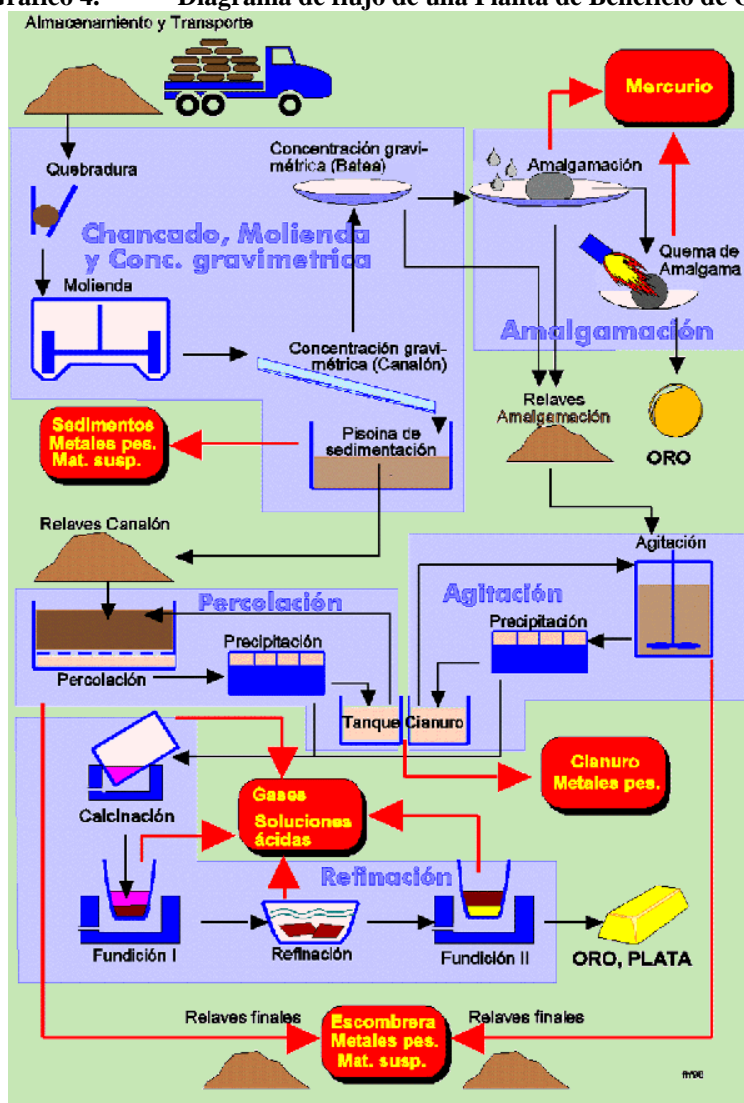 Diagrama de flujo de una Planta de Beneficio de
Almacenamiento y Transporte
Mercurio
Concentración gravi-
métrica (Batea)
Amalgamación
Quebradura
Chancado, Molienda
y Conc. gravimetrica
Quema de
Amalgama
Molienda
Amalgamación
Concentración gravi-
métrica (Canalón)
Relaves
Amalgamación
Sedimentos
Metales pes.
Mat. susp.
Piscina de
sedimentación
ORO
Relaves Canalón
Agitación
Percolación
Agitación
Precipitación
Precipitación
Percolación
Tanque Cianuro
Cianuro
Metales pes.
Gases
Soluciones
ácidas
Calcinación
Refinación
Fundición I
Refinación
Fundición II
ORO, PLATA
Relaves finales
Escombrera
Metales pes.
Mat. susp.
Relaves finales